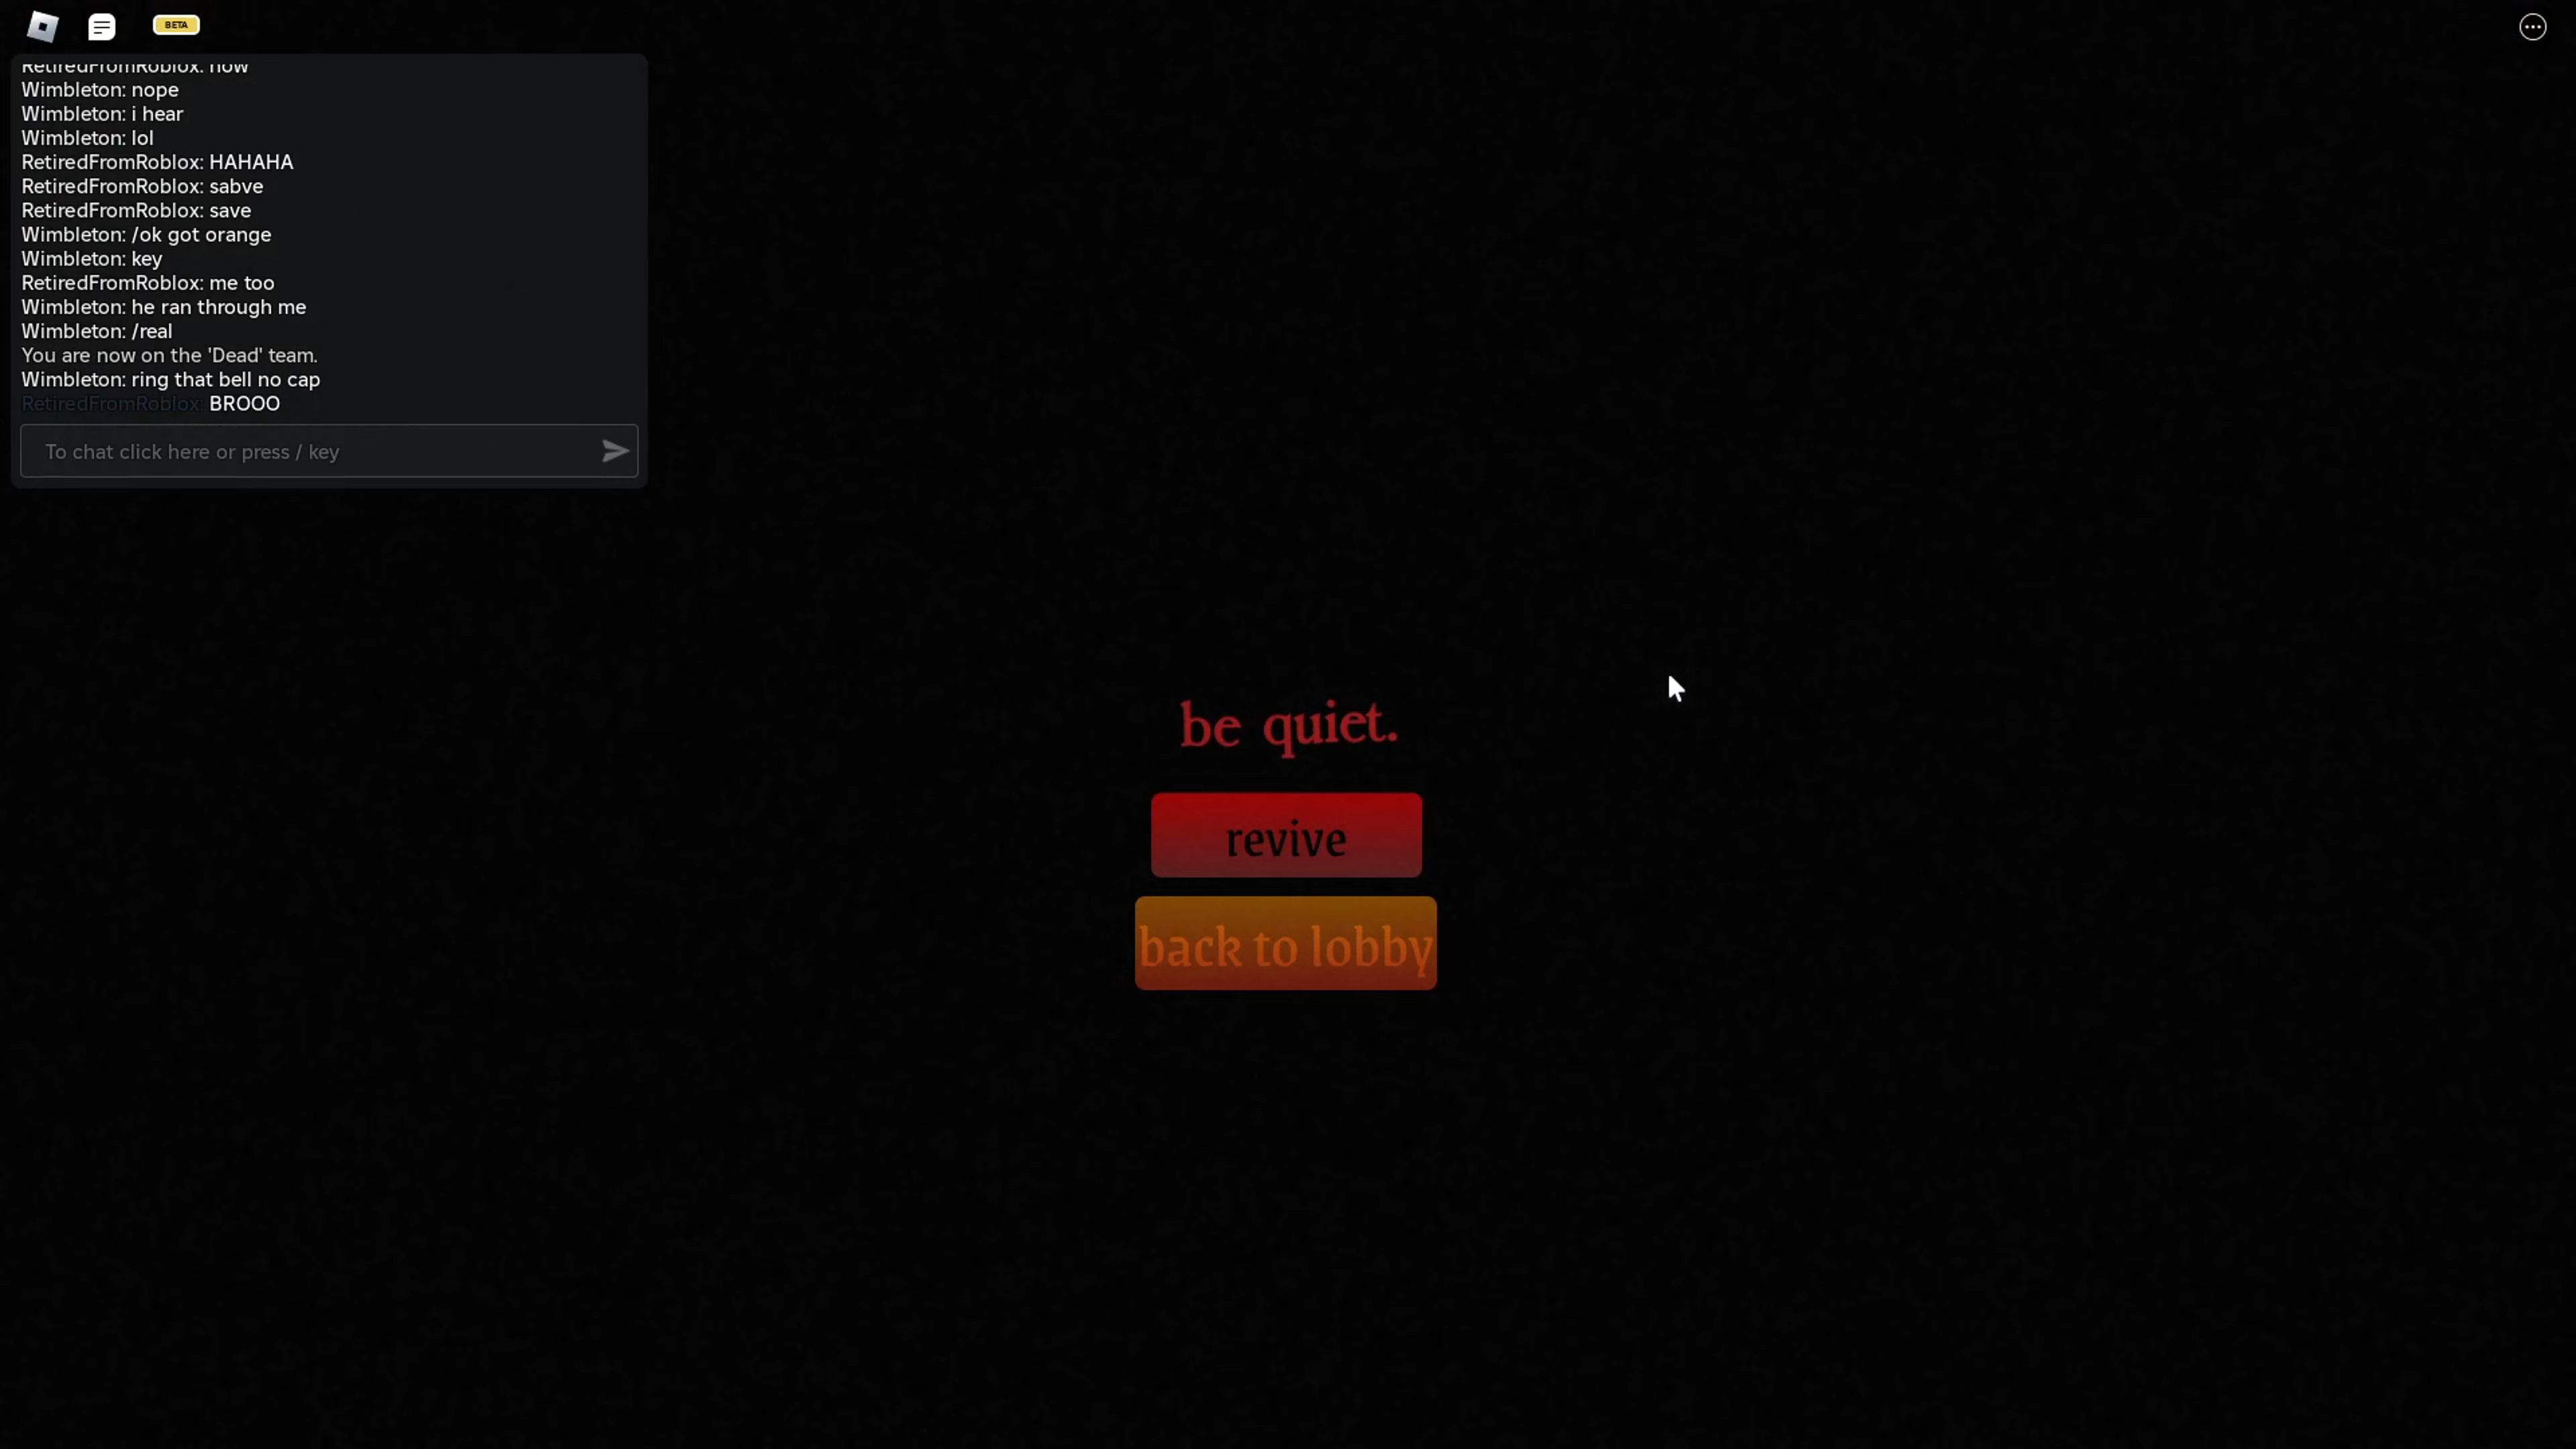 BETA
RetiredFromRoblox: now
Wimbleton: nope
Wimbleton: i hear
Wimbleton: lol
RetiredFromRoblox: HAHAHA
RetiredFromRoblox: sabve
RetiredFromRoblox: save
Wimbleton: /ok got orange
Wimbleton: key
RetiredFromRoblox: me too
Wimbleton: he ran through me
Wimbleton: /real
You are now on the 'Dead' team.
Wimbleton: ring that bell no cap
RetiredFromRoblox: BROOO
To chat click here or press / key
be quiet.
revive
back to lobby